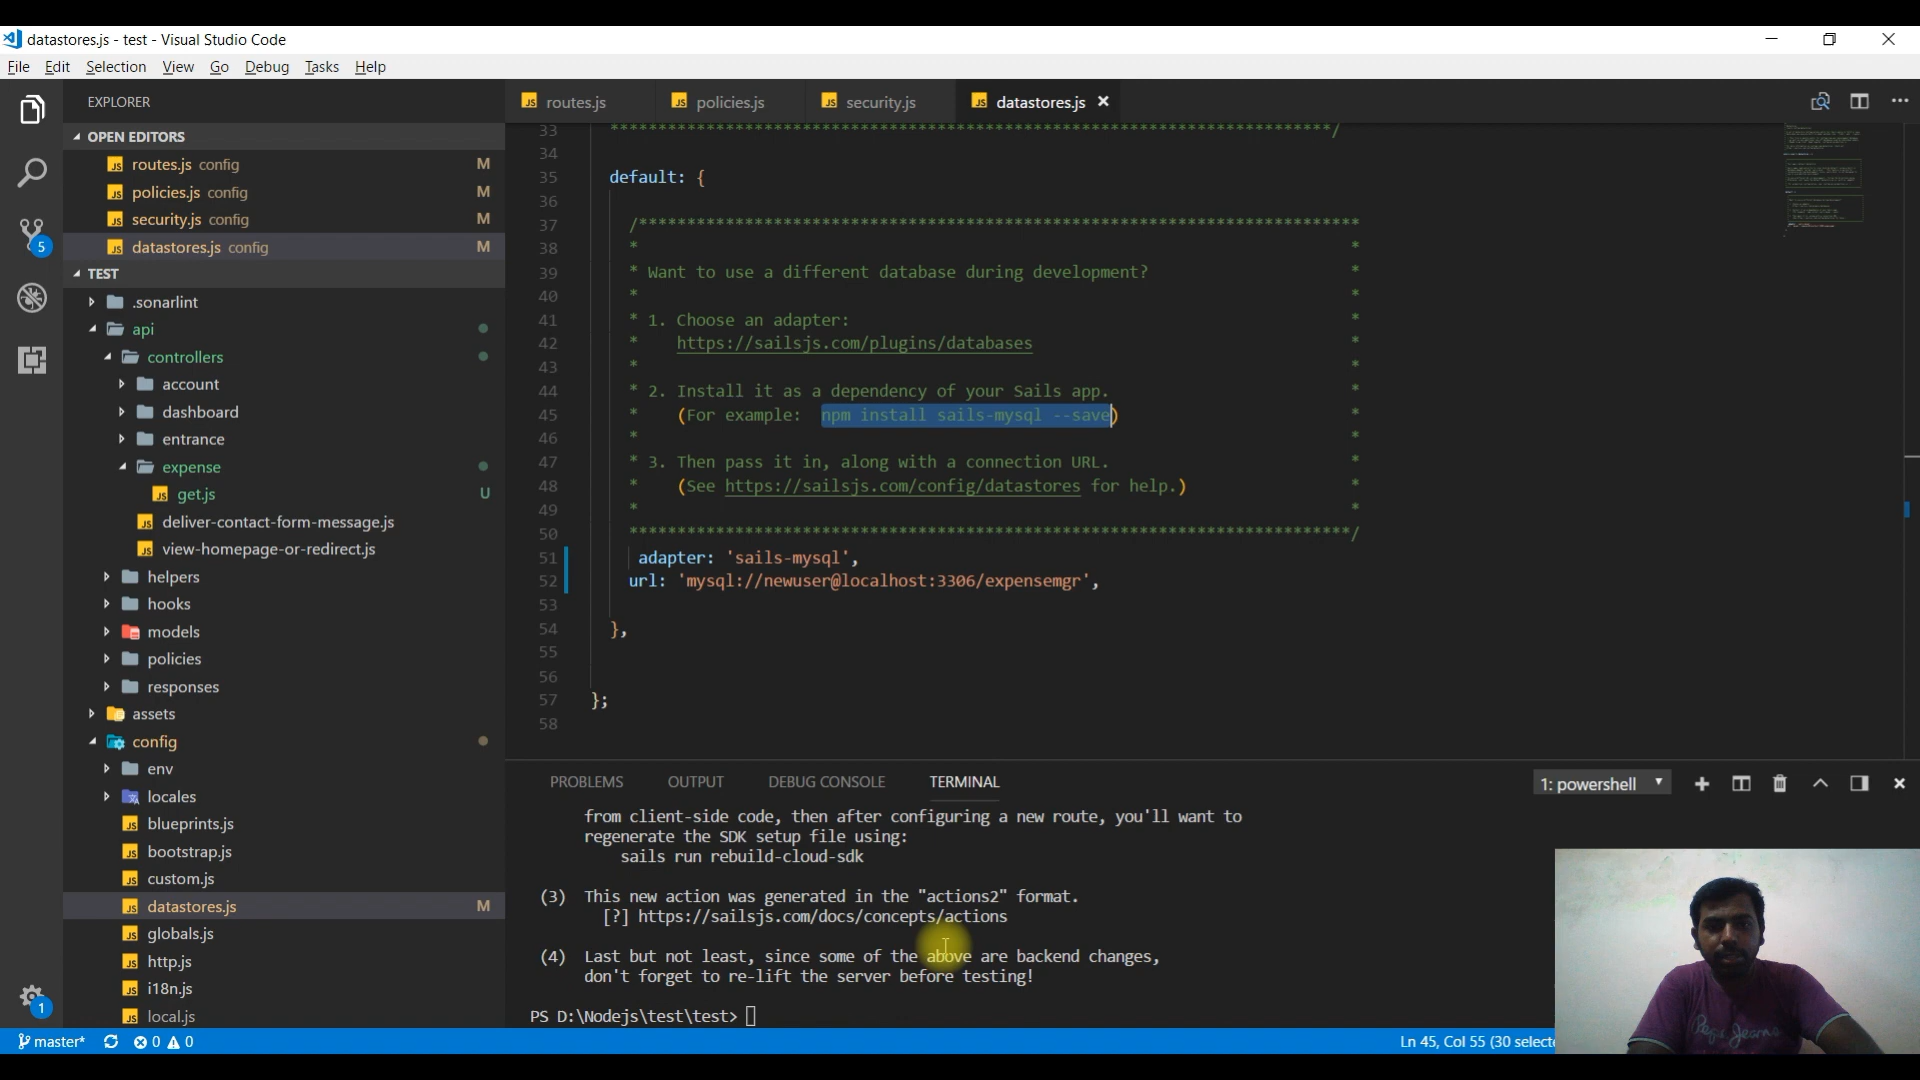 datastores.js - test - Visual Studio Code
File Edit Selection View Go Debug Tasks Help
EXPLORER
OPEN EDITORS
routes.js config M
policies.js config M
security.js config M
datastores.js config M
TEST
.sonarlint
api
controllers
account
dashboard
entrance
expense
get.js U
deliver-contact-form-message.js
view-homepage-or-redirect.js
helpers
hooks
models
policies
responses
assets
config
env
locales
blueprints.js
bootstrap.js
custom.js
datastores.js M
globals.js
http.js
i18n.js
local.js
5
1
routes.js policies.js security.js datastores.js
33 ***************************************************************************/
34
35 default: {
36
37 /***************************************************************************
38 * *
39 * Want to use a different database during development? *
40 * *
41 * 1. Choose an adapter: *
42 * https://sailsjs.com/plugins/databases *
43 * *
44 * 2. Install it as a dependency of your Sails app. *
45 * (For example: npm install sails-mysql --save) *
46 * *
47 * 3. Then pass it in, along with a connection URL. *
48 * (See https://sailsjs.com/config/datastores for help.) *
49 * *
50 ***************************************************************************/
51 adapter: 'sails-mysql',
52 url: 'mysql://newuser@localhost:3306/expensemgr',
53
54 },
55
56
57 };
58
PROBLEMS OUTPUT DEBUG CONSOLE TERMINAL 1: powershell
from client-side code, then after configuring a new route, you'll want to
regenerate the SDK setup file using:
sails run rebuild-cloud-sdk
(3) This new action was generated in the "actions2" format.
[?] https://sailsjs.com/docs/concepts/actions
(4) Last but not least, since some of the above are backend changes,
don't forget to re-lift the server before testing!
PS D:\Nodejs\test\test>
master* 0 0 Ln 45, Col 55 (30 selecte
Pepe Jeans